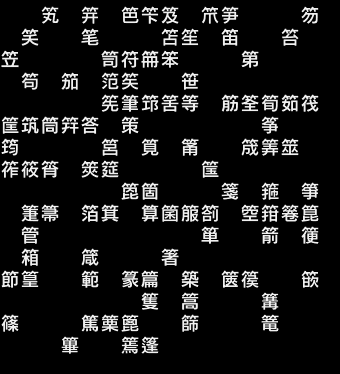 笂 笄 笆笇笈 笊笋 笏
笑 笔 笘笙 笛 笞
笠 笥符笧笨 第
笱 笳 笵笶 笹
筅筆筇筈等 筋筌筍筎筏
筐筑筒筓答 策 筝
筠 筥 筧 筩 筬筭筮
筰筱筲 筴筵 筺
箆箇 箋 箍 箏
箑箒 箔箕 算箘箙箚 箜箝箞箟
管 箪 箭 箯
箱 箴 箸
節篁 範 篆篇 築 篋篌 篏
篗 篙 篝
篠 篤篥篦 篩 篭
篳 篶篷